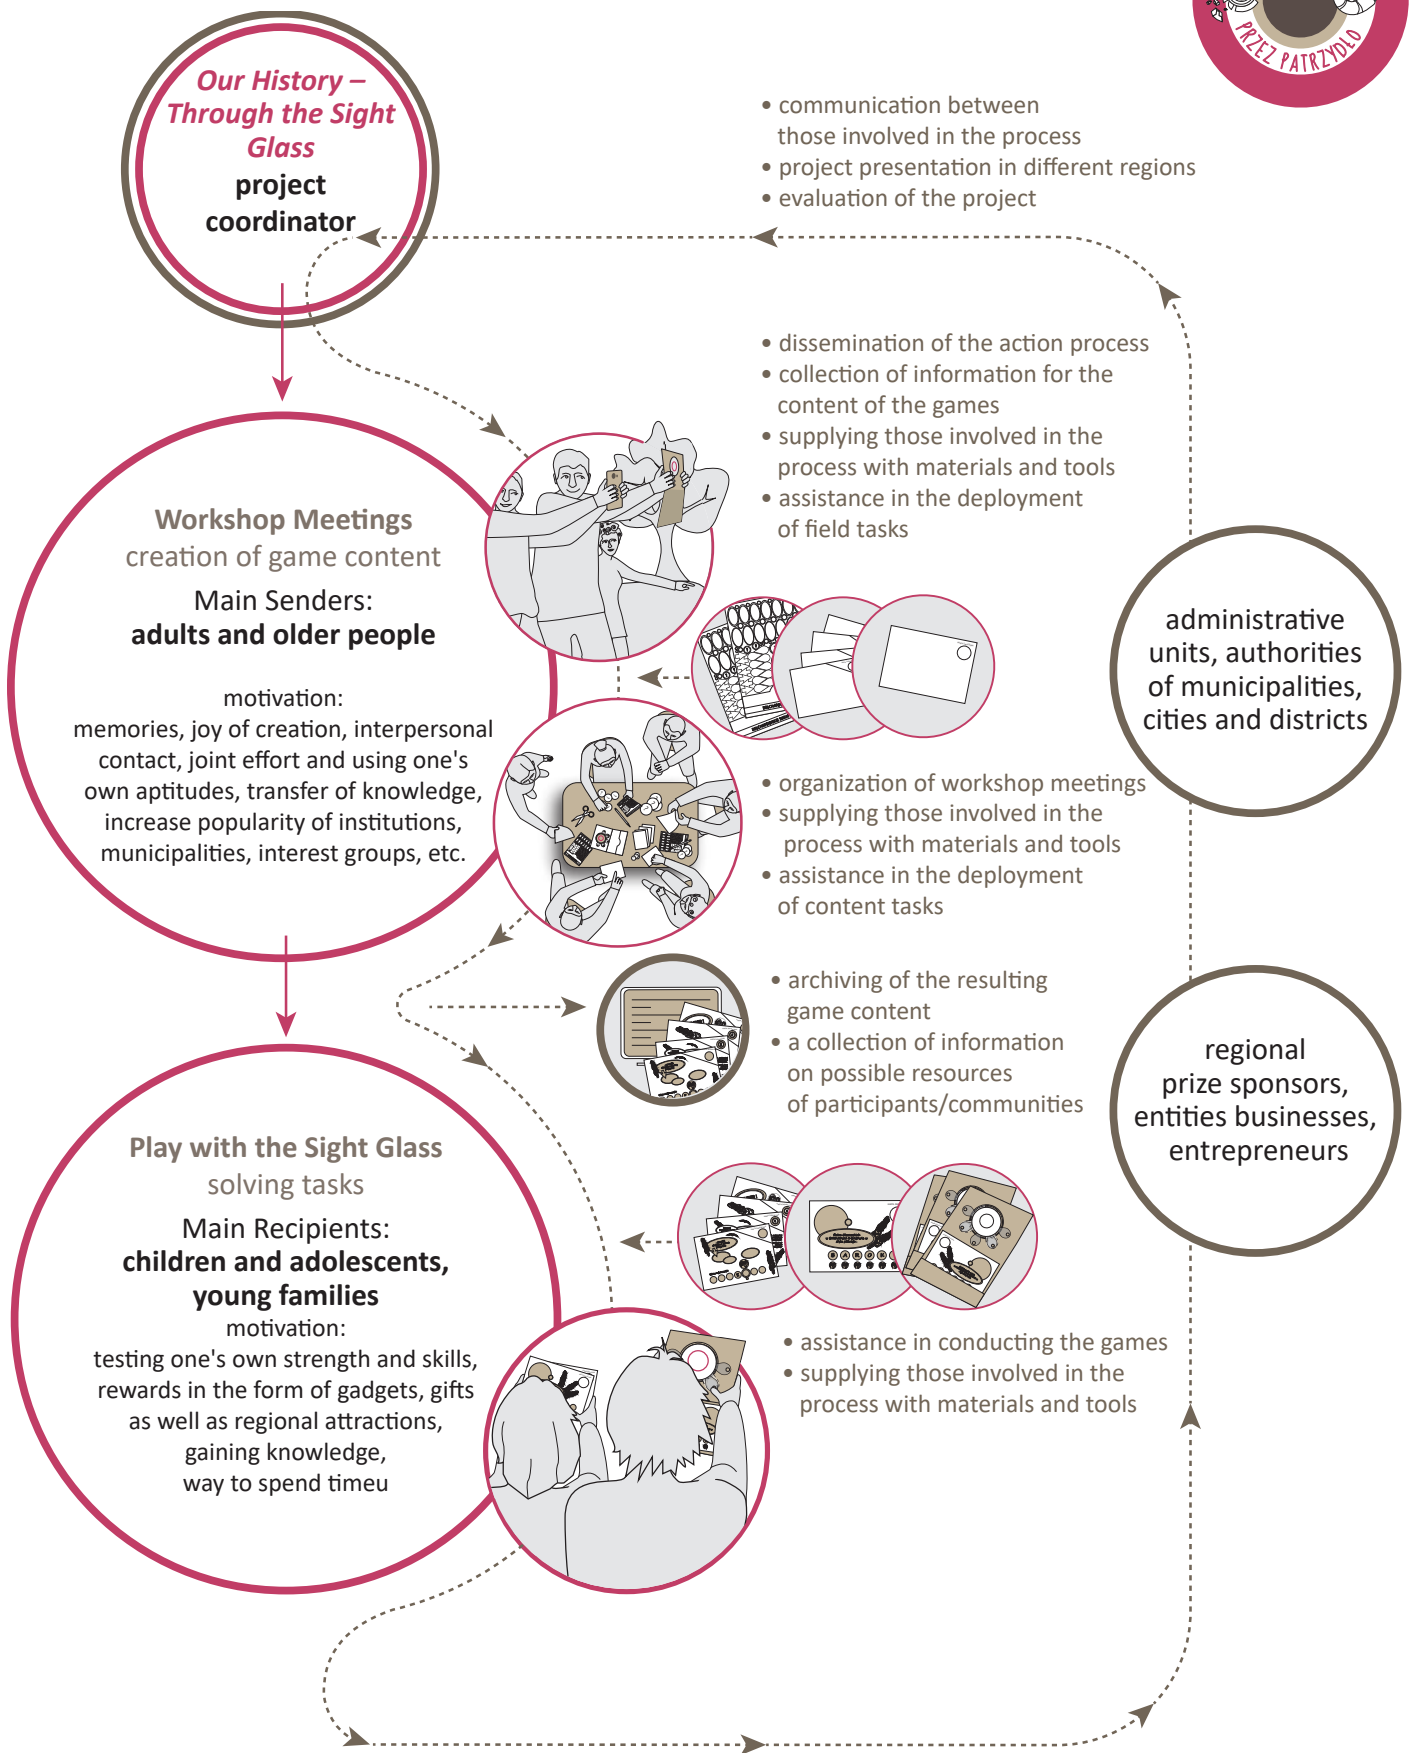 PRZEZ PATRZYDŁO
Our History –
Through the Sight
Glass
project
coordinator
• communication between
those involved in the process
• project presentation in different regions
• evaluation of the project
• dissemination of the action process
• collection of information for the
content of the games
• supplying those involved in the
process with materials and tools
• assistance in the deployment
of field tasks
Workshop Meetings
creation of game content
Main Senders:
adults and older people
motivation:
memories, joy of creation, interpersonal
contact, joint effort and using one's
own aptitudes, transfer of knowledge,
increase popularity of institutions,
municipalities, interest groups, etc.
administrative
units, authorities
of municipalities,
cities and districts
• organization of workshop meetings
• supplying those involved in the
process with materials and tools
• assistance in the deployment
of content tasks
• archiving of the resulting
game content
• a collection of information
on possible resources
of participants/communities
regional
prize sponsors,
entities businesses,
entrepreneurs
Play with the Sight Glass
solving tasks
Main Recipients:
children and adolescents,
young families
motivation:
testing one's own strength and skills,
rewards in the form of gadgets, gifts
as well as regional attractions,
gaining knowledge,
way to spend timeu
• assistance in conducting the games
• supplying those involved in the
process with materials and tools